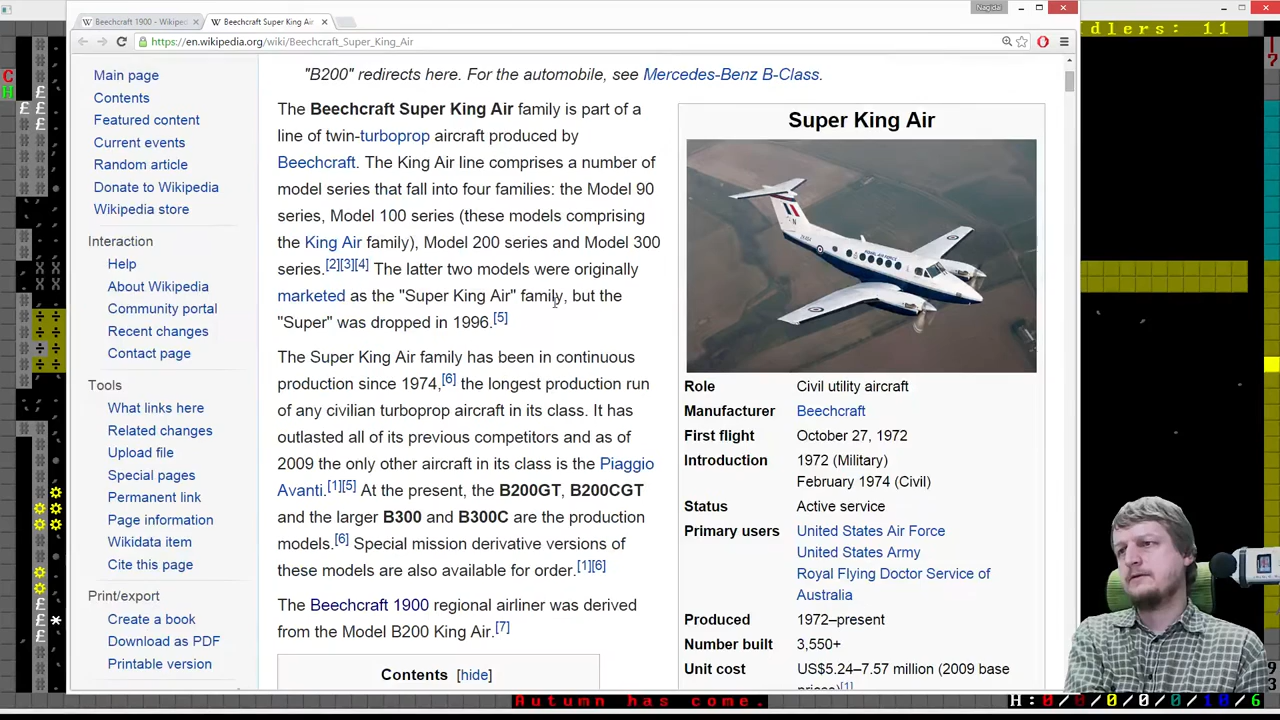 Beechcraft 1900 - Wikiped
Beechcraft Super King Air
Nagidal
https://en.wikipedia.org/wiki/Beechcraft_Super_King_Air
dlers: 11
Main page
Contents
Featured content
Current events
Random article
Donate to Wikipedia
Wikipedia store
Interaction
Help
About Wikipedia
Community portal
Recent changes
Contact page
Tools
What links here
Related changes
Upload file
Special pages
Permanent link
Page information
Wikidata item
Cite this page
Print/export
Create a book
Download as PDF
Printable version
"B200" redirects here. For the automobile, see Mercedes-Benz B-Class.
The Beechcraft Super King Air family is part of a
line of twin-turboprop aircraft produced by
Beechcraft. The King Air line comprises a number of
model series that fall into four families: the Model 90
series, Model 100 series (these models comprising
the King Air family), Model 200 series and Model 300
series.[2][3][4] The latter two models were originally
marketed as the "Super King Air" family, but the
"Super" was dropped in 1996.[5]
The Super King Air family has been in continuous
production since 1974,[6] the longest production run
of any civilian turboprop aircraft in its class. It has
outlasted all of its previous competitors and as of
2009 the only other aircraft in its class is the Piaggio
Avanti.[1][5] At the present, the B200GT, B200CGT
and the larger B300 and B300C are the production
models.[6] Special mission derivative versions of
these models are also available for order.[1][6]
The Beechcraft 1900 regional airliner was derived
from the Model B200 King Air.[7]
Contents [hide]
Super King Air
Role Civil utility aircraft
Manufacturer Beechcraft
First flight October 27, 1972
Introduction 1972 (Military)
February 1974 (Civil)
Status Active service
Primary users United States Air Force
United States Army
Royal Flying Doctor Service of
Australia
Produced 1972–present
Number built 3,550+
Unit cost US$5.24–7.57 million (2009 base
prices)[1]
Autumn has come.
H:0/0/0/0/10/6